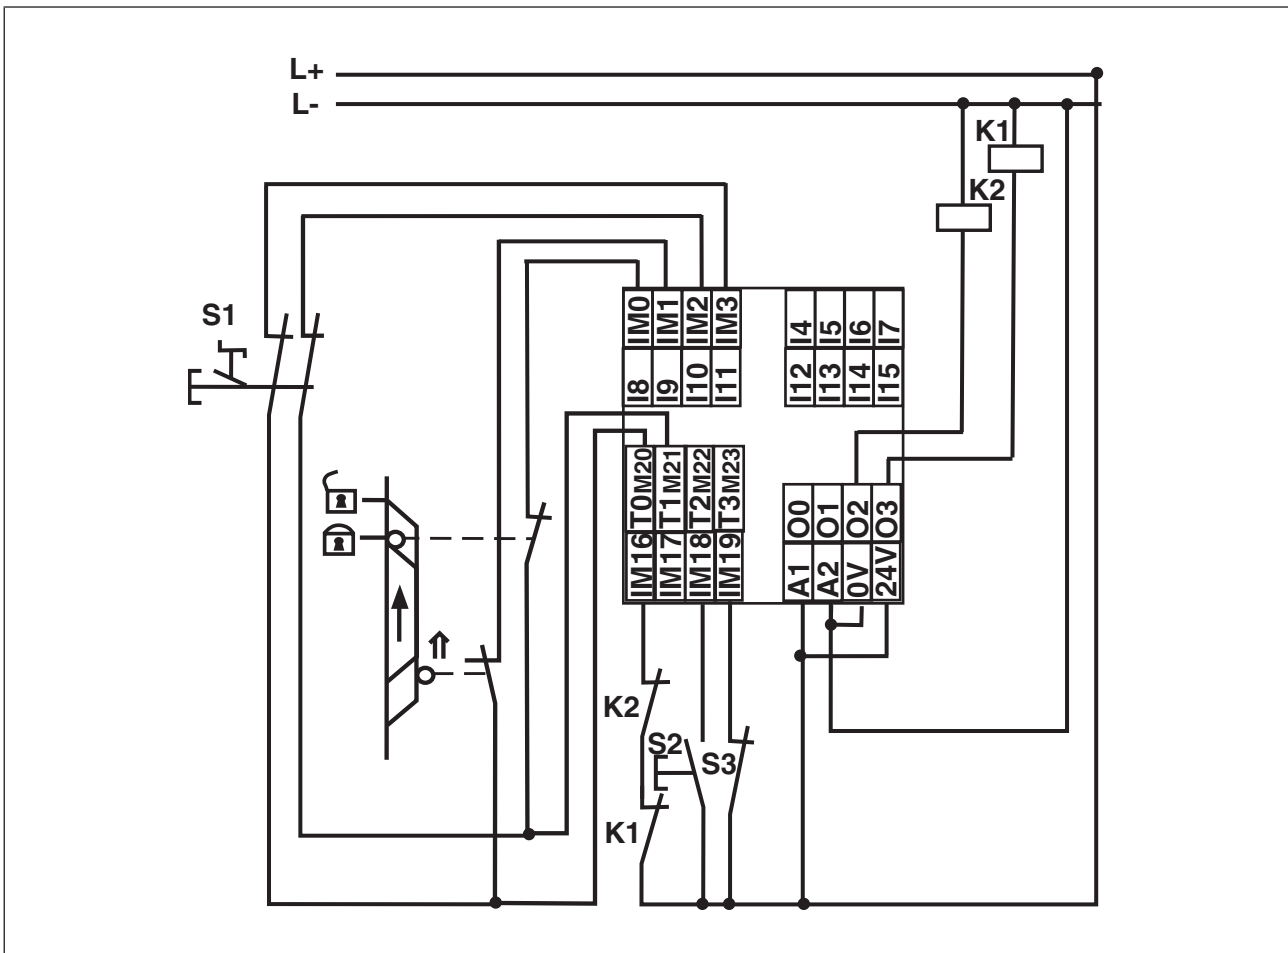 L+
L-
K1
K2
S1
IM0 IM1 IM2 IM3
I4 I5 I6 I7
I8 I9 I10 I11
I12 I13 I14 I15
T0M20 T1M21 T2M22 T3M23
O0 O1 O2 O3
IM16 IM17 IM18 IM19
A1 A2 0V 24V
K2
S2
S3
K1